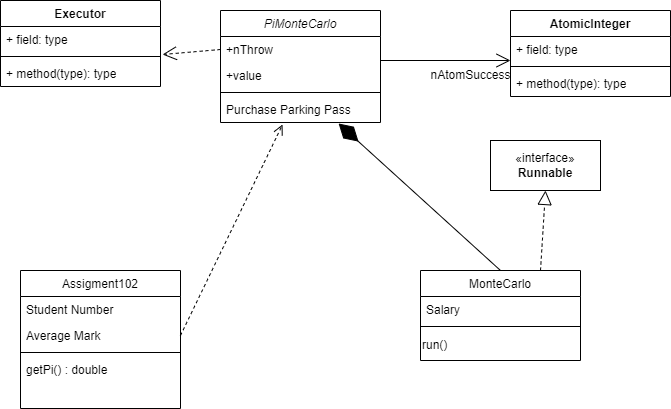 Executor
+ field: type
+ method(type): type
PiMonteCarlo
+nThrow
+value
Purchase Parking Pass
nAtomSuccess
AtomicInteger
+ field: type
+ method(type): type
«interface»
Runnable
Assigment102
Student Number
Average Mark
getPi() : double
MonteCarlo
Salary
run()